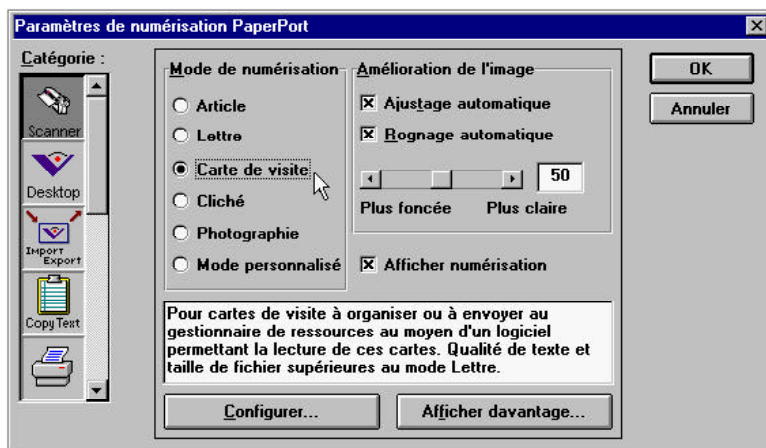 Paramètres de numérisation PaperPort
Catégorie :
Scanner
Desktop
Import
Export
CopyText
Mode de numérisation
Article
Lettre
Carte de visite
Cliché
Photographie
Mode personnalisé
Amélioration de l'image
Ajustage automatique
Rognage automatique
50
Plus foncée Plus claire
Afficher numérisation
Pour cartes de visite à organiser ou à envoyer au
gestionnaire de ressources au moyen d'un logiciel
permettant la lecture de ces cartes. Qualité de texte et
taille de fichier supérieures au mode Lettre.
Configurer...
Afficher davantage...
OK
Annuler